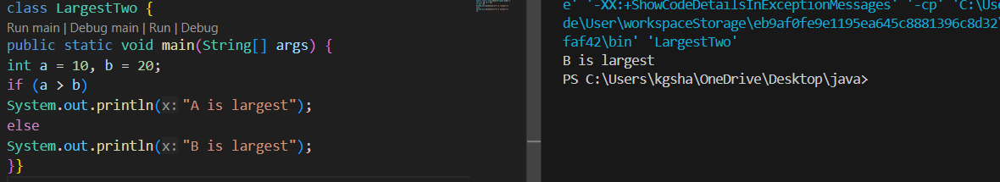 class LargestTwo {
Run main | Debug main | Run | Debug
public static void main(String[] args) {
int a = 10, b = 20;
if (a > b)
System.out.println(x: "A is largest");
else
System.out.println(x: "B is largest");
}}
e' '-XX:+ShowCodeDetailsInExceptionMessages' '-cp' 'C:\Use
de\User\workspaceStorage\eb9af0fe9e1195ea645c8881396c8d32\
faf42\bin' 'LargestTwo'
B is largest
PS C:\Users\kgsha\OneDrive\Desktop\java>